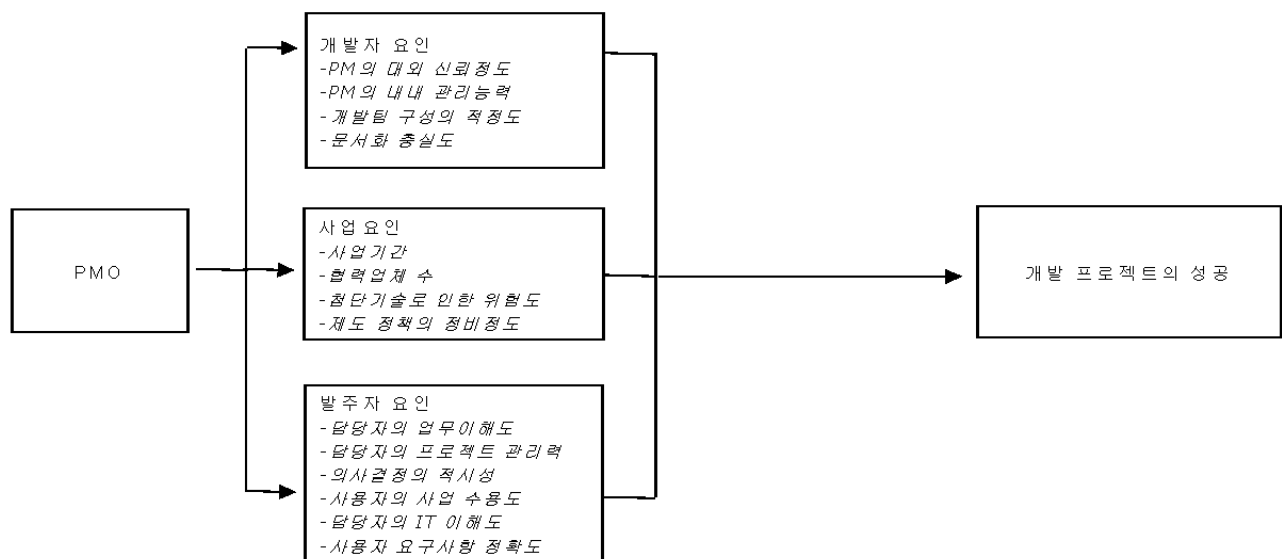 개발자 요인
-PM의 대외 신뢰정도
-PM의 내내 관리능력
-개발팀 구성의 적정도
-문서화 충실도
PMO
사업요인
-사업기간
-협력업체 수
-첨단기술로 인한 위험도
-제도 정책의 정비정도
개발 프로젝트의 성공
발주자 요인
-담당자의 업무이해도
-담당자의 프로젝트 관리력
-의사결정의 적시성
-사용자의 사업 수용도
-담당자의 IT 이해도
-사용자 요구사항 정확도